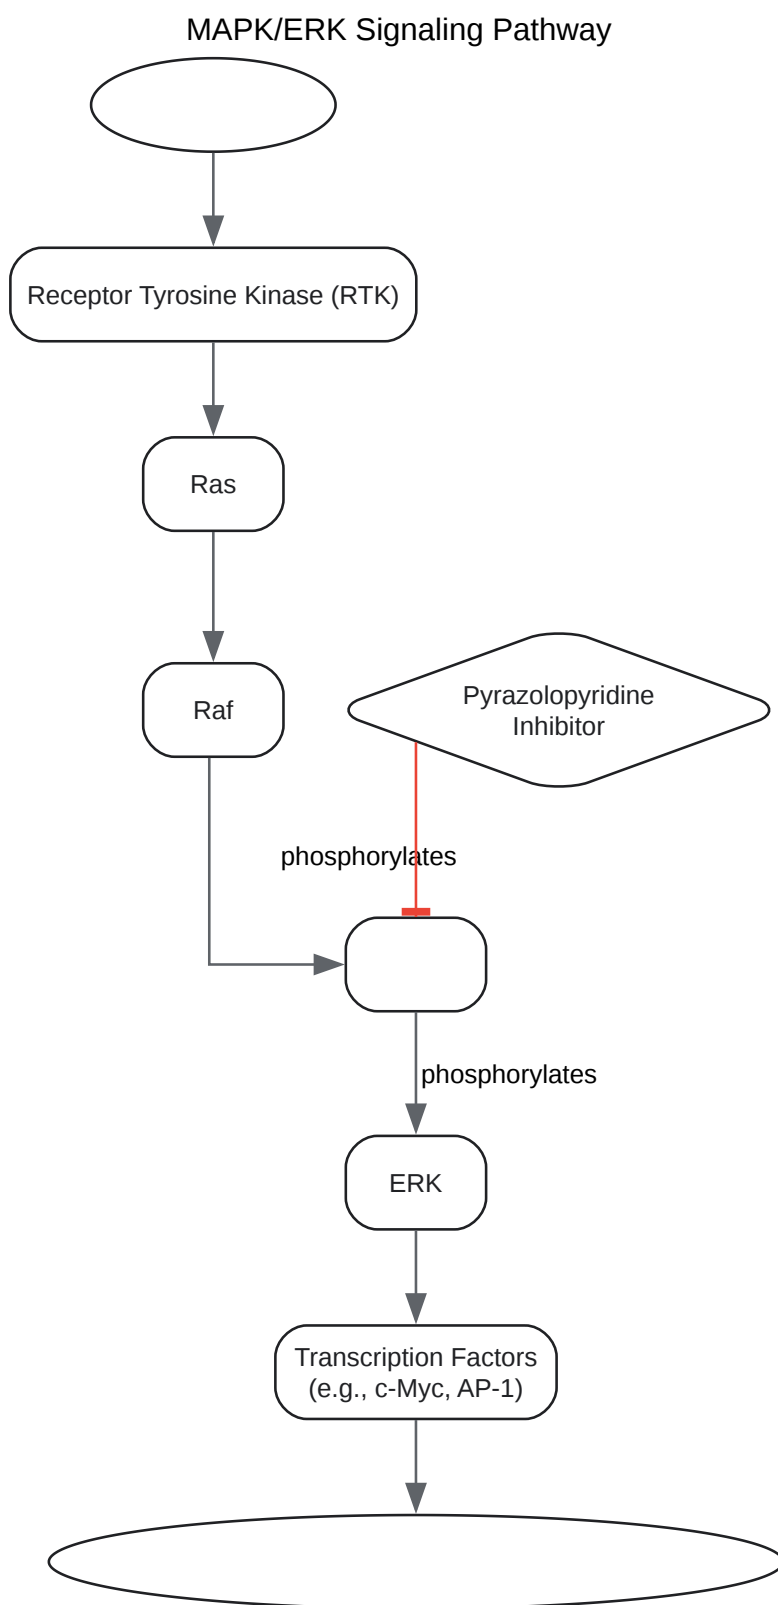 MAPK/ERK Signaling Pathway
Receptor Tyrosine Kinase (RTK)
Ras
Raf
Pyrazolopyridine
Inhibitor
phosphorylates
phosphorylates
ERK
Transcription Factors
(e.g., c-Myc, AP-1)